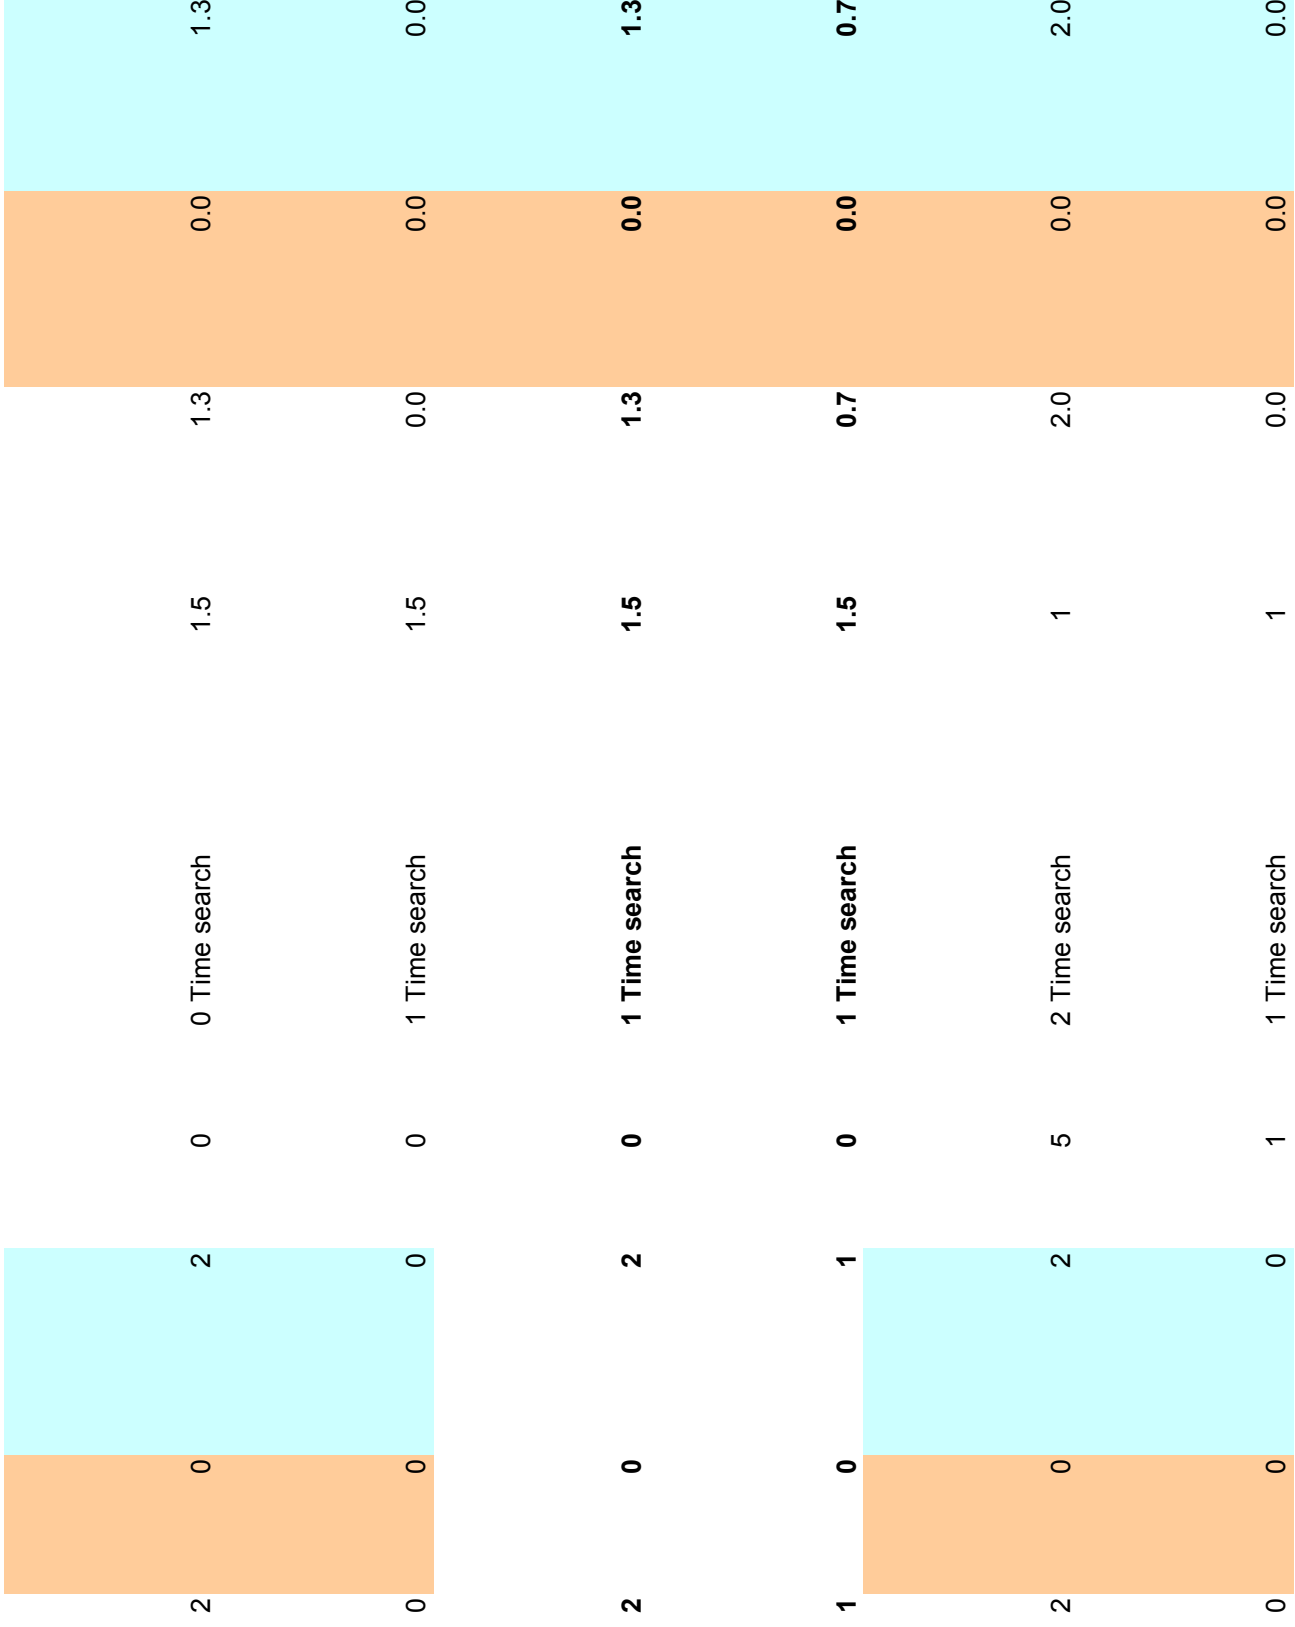 2 0 2 0 0 Time search 1.5 1.3 0.0 1.3
0 0 0 0 1 Time search 1.5 0.0 0.0 0.0
2 0 2 0 1 Time search 1.5 1.3 0.0 1.3
1 0 1 0 1 Time search 1.5 0.7 0.0 0.7
2 0 2 5 2 Time search 1 2.0 0.0 2.0
0 0 0 1 1 Time search 1 0.0 0.0 0.0